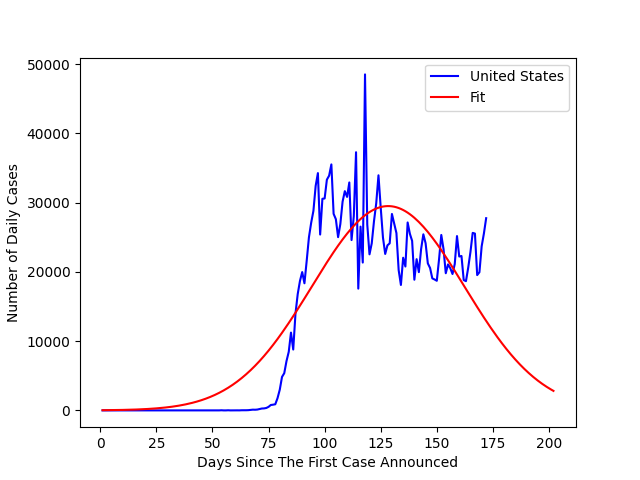 United States
Fit
50000
40000
30000
20000
10000
0
Number of Daily Cases
0 25 50 75 100 125 150 175 200
Days Since The First Case Announced